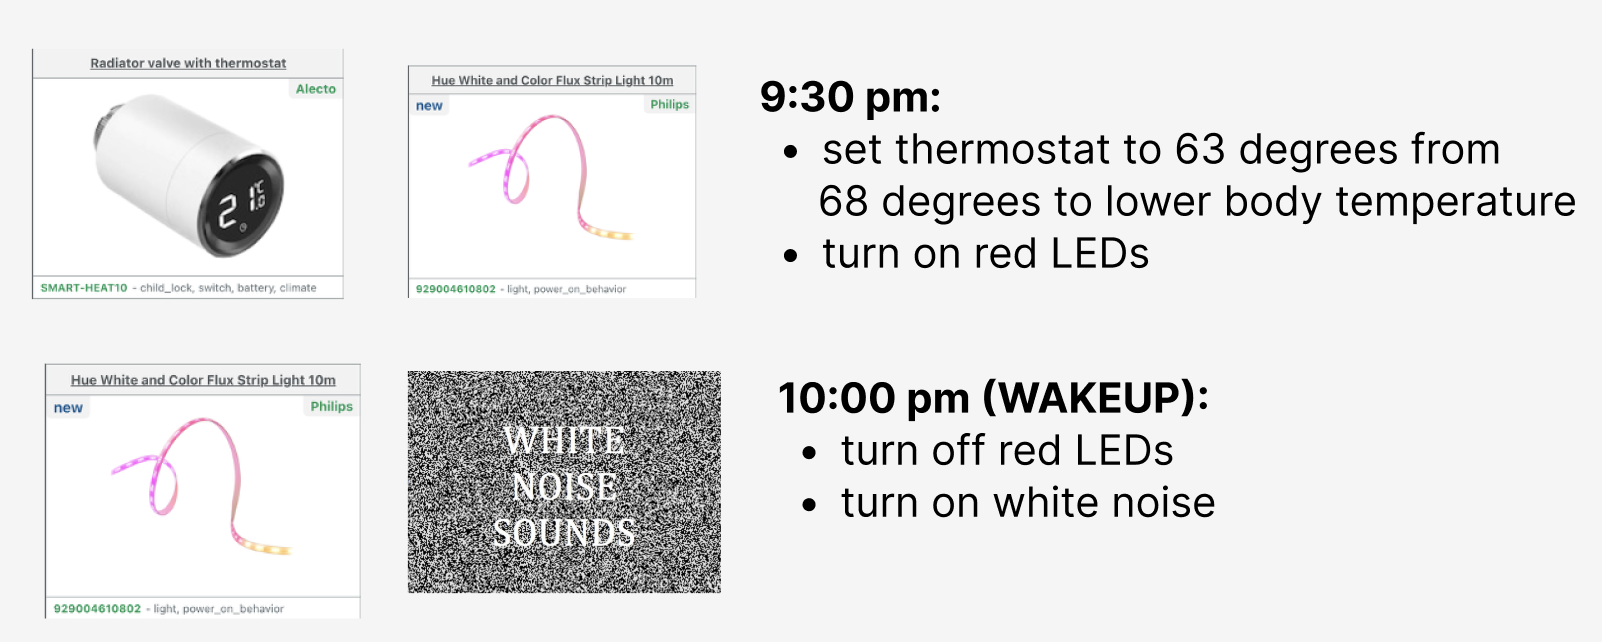 Radiator valve with thermostat
Alecto
21.0°C
SMART-HEAT10 - child_lock, switch, battery, climate
Hue White and Color Flux Strip Light 10m
new
Philips
929004610802 - light, power_on_behavior
9:30 pm:
• set thermostat to 63 degrees from
68 degrees to lower body temperature
• turn on red LEDs
Hue White and Color Flux Strip Light 10m
new
Philips
929004610802 - light, power_on_behavior
WHITE
NOISE
SOUNDS
10:00 pm (WAKEUP):
• turn off red LEDs
• turn on white noise